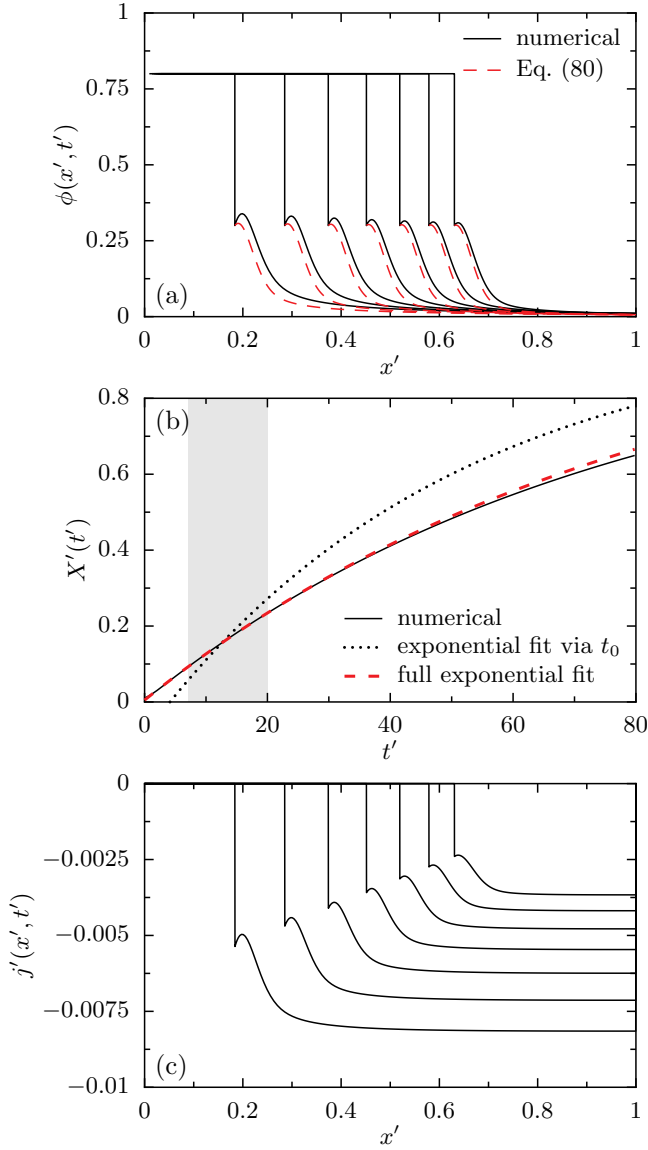 1
0.75
0.5
0.25
0
ϕ(x′, t′)
numerical
Eq. (80)
(a)
0
0.2
0.4
0.6
0.8
1
x′
0.8
0.6
0.4
0.2
0
X′(t′)
(b)
numerical
exponential fit via t₀
full exponential fit
0
20
40
60
80
t′
0
−0.0025
−0.005
−0.0075
−0.01
j′(x′, t′)
(c)
0
0.2
0.4
0.6
0.8
1
x′